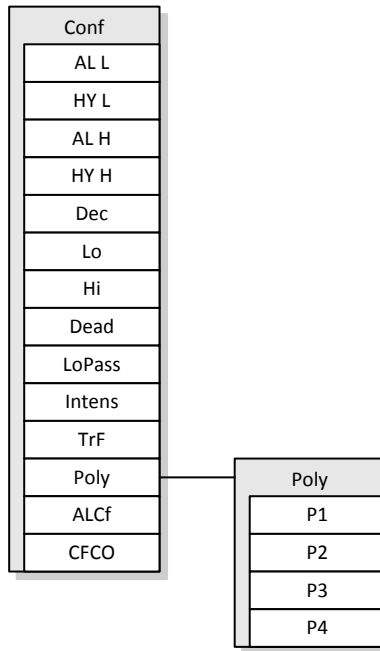 Conf
AL L
HY L
AL H
HY H
Dec
Lo
Hi
Dead
LoPass
Intens
TrF
Poly
ALCf
CFCO
Poly
P1
P2
P3
P4